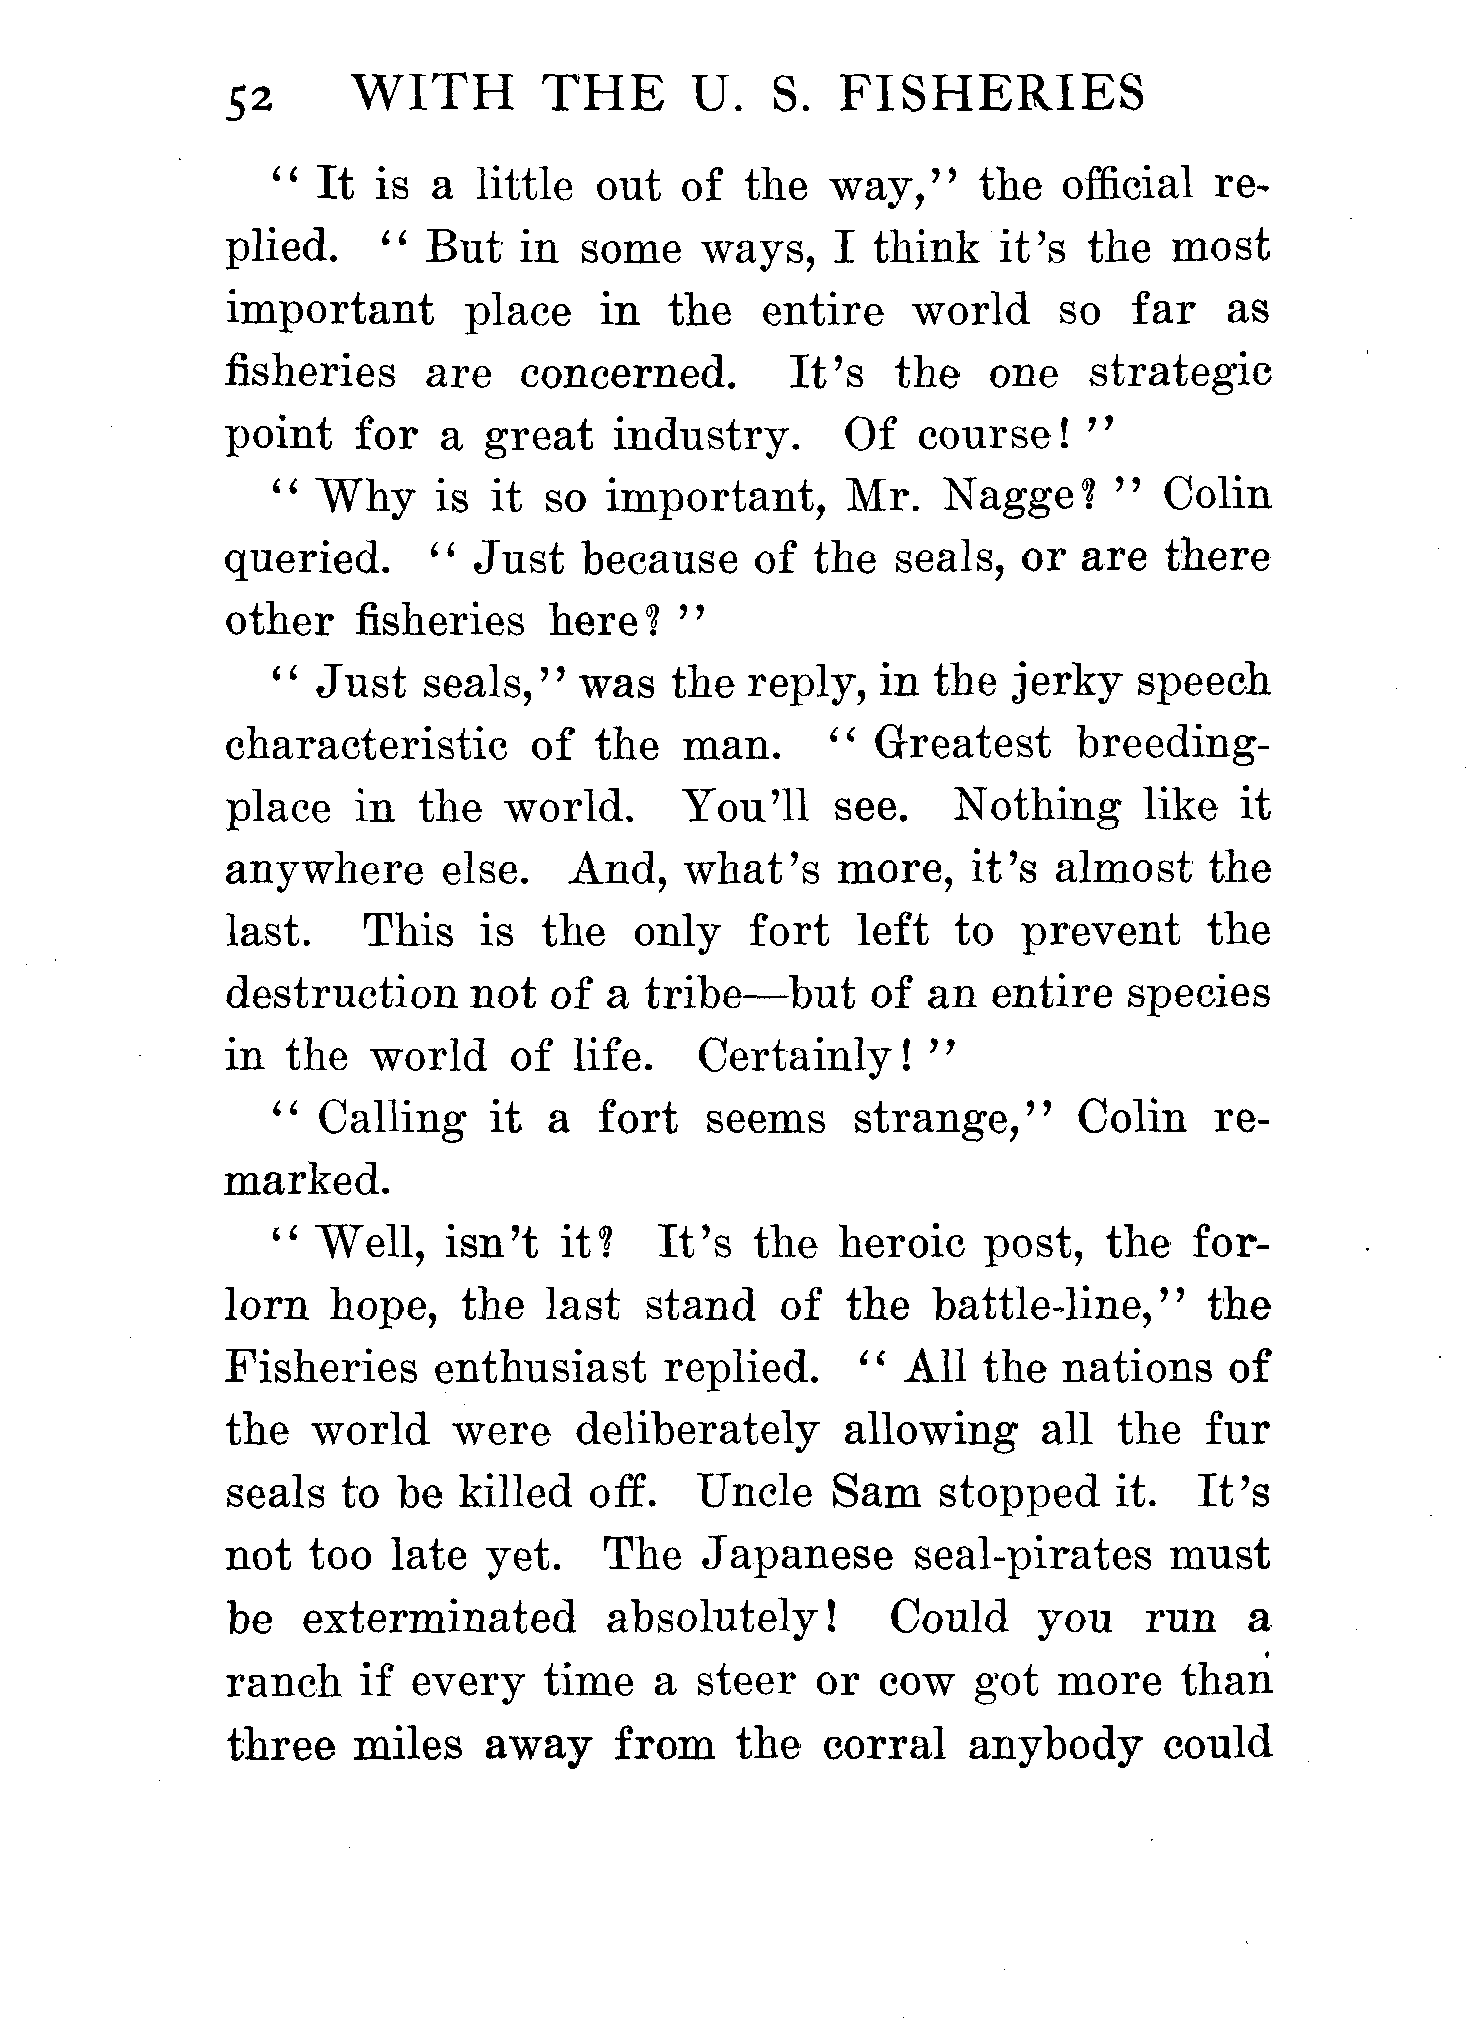 52 WITH THE U. S. FISHERIES
“ It is a little out of the way,” the official re-
plied. “ But in some ways, I think it’s the most
important place in the entire world so far as
fisheries are concerned. It’s the one strategic
point for a great industry. Of course! ”
“ Why is it so important, Mr. Nagge? ” Colin
queried. “ Just because of the seals, or are there
other fisheries here? ”
“ Just seals,” was the reply, in the jerky speech
characteristic of the man. “ Greatest breeding-
place in the world. You’ll see. Nothing like it
anywhere else. And, what’s more, it’s almost the
last. This is the only fort left to prevent the
destruction not of a tribe—but of an entire species
in the world of life. Certainly! ”
“ Calling it a fort seems strange,” Colin re-
marked.
“ Well, isn’t it? It’s the heroic post, the for-
lorn hope, the last stand of the battle-line,” the
Fisheries enthusiast replied. “ All the nations of
the world were deliberately allowing all the fur
seals to be killed off. Uncle Sam stopped it. It’s
not too late yet. The Japanese seal-pirates must
be exterminated absolutely! Could you run a
ranch if every time a steer or cow got more than
three miles away from the corral anybody could